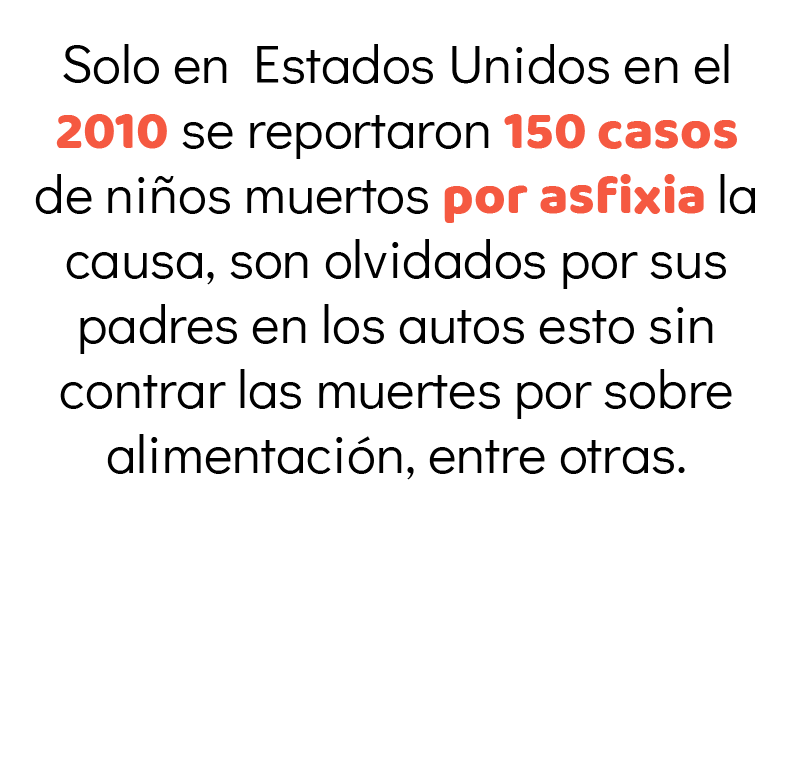 Solo en Estados Unidos en el
2010 se reportaron 150 casos
de niños muertos por asfixia la
causa, son olvidados por sus
padres en los autos esto sin
contrar las muertes por sobre
alimentación, entre otras.